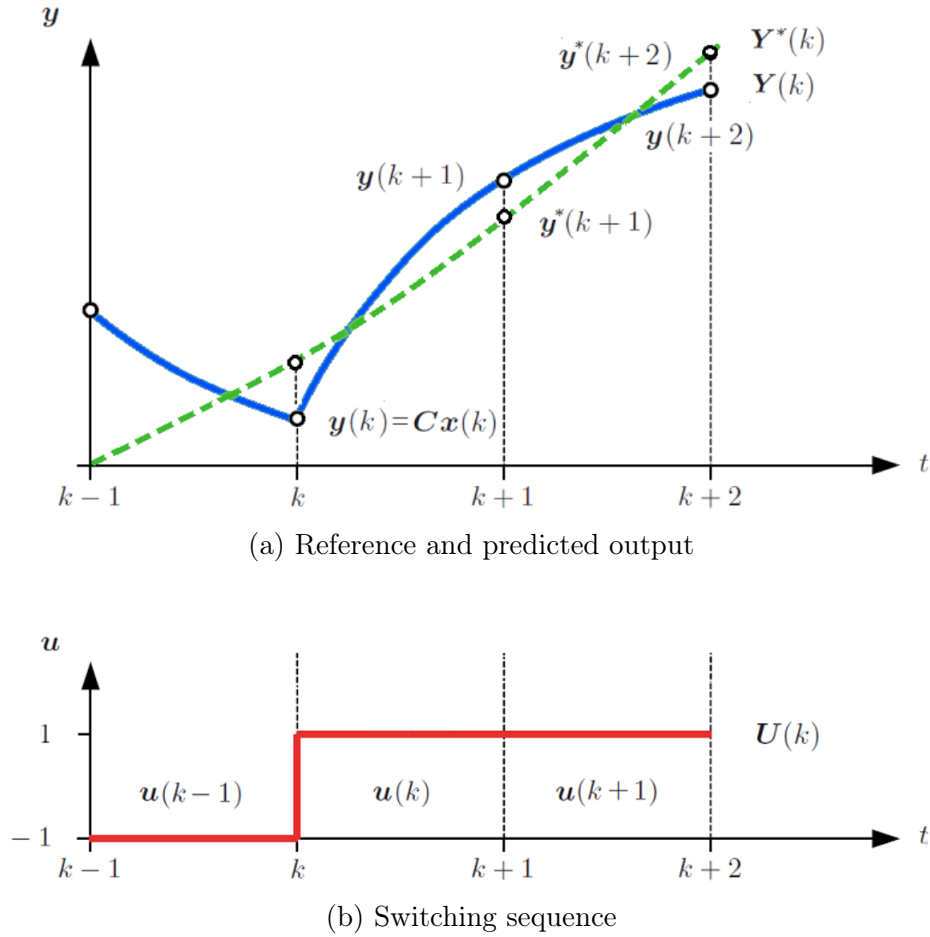 y
y*(k+2)
Y*(k)
Y(k)
y(k+2)
y(k+1)
y*(k+1)
y(k)=Cx(k)
t
k−1
k
k+1
k+2
(a) Reference and predicted output
u
1
U(k)
u(k−1)
u(k)
u(k+1)
−1
t
k−1
k
k+1
k+2
(b) Switching sequence